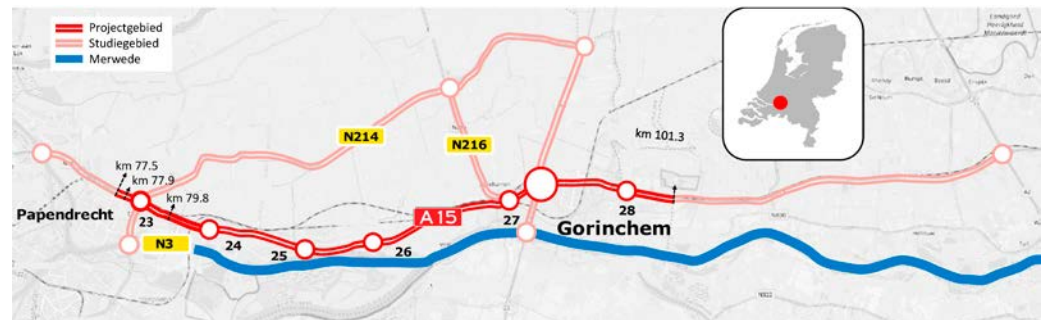 Projectgebied
Studiegebied
Merwede
N214
N216
km 101.3
km 77.5
km 77.9
km 79.8
Papendrecht
23
N3
24
25
26
A15
27
28
Gorinchem